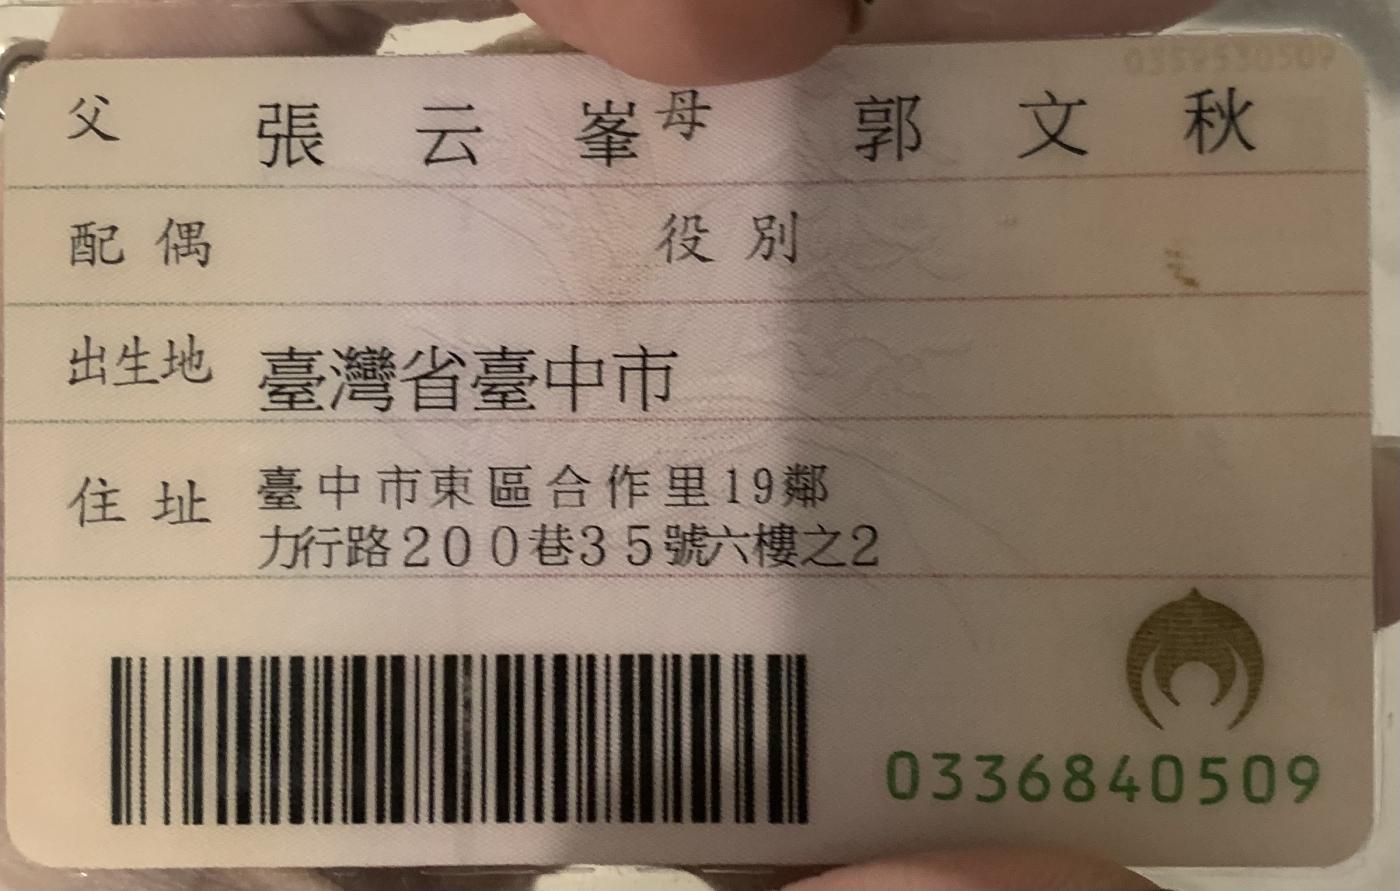 父 張云峯 母 郭文秋
配偶 役別
出生地 臺灣省臺中市
住址 臺中市東區合作里19鄰
力行路200巷35號六樓之2
0336840509